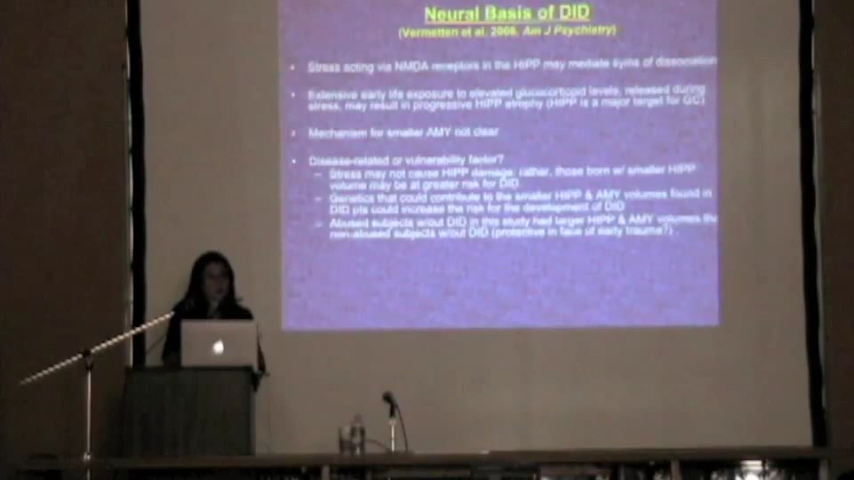 Neural Basis of DID
(Vermetten et al. 2006, Am J Psychiatry)
• Stress acting via NMDA receptors in the HIPP may mediate syms of dissociation
• Extensive early life exposure to elevated glucocorticoid levels, released during
stress, may result in progressive HIPP atrophy (HIPP is a major target for GC)
• Mechanism for smaller AMY not clear
• Disease-related or vulnerability factor?
– Stress may not cause HIPP damage; rather, those born w/ smaller HIPP
volume may be at greater risk for DID
– Genetics that could contribute to the smaller HIPP & AMY volumes found in
DID pts could increase the risk for the development of DID
– Abused subjects w/out DID in this study had larger HIPP & AMY volumes
non-abused subjects w/out DID (protective in face of early trauma?) .